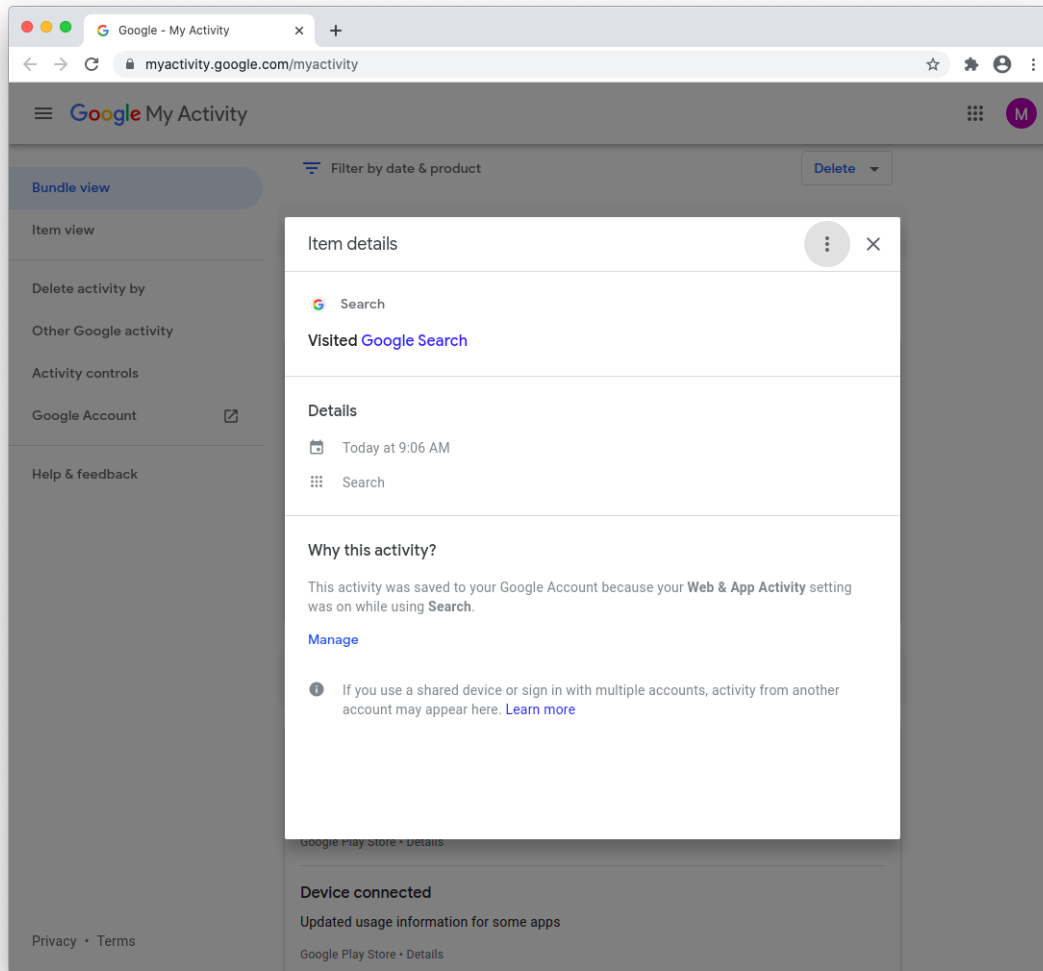 Google - My Activity
myactivity.google.com/myactivity
Google My Activity
M
Bundle view
Item view
Delete activity by
Other Google activity
Activity controls
Google Account
Help & feedback
Privacy • Terms
Filter by date & product
Delete
Item details
Search
Visited Google Search
Details
Today at 9:06 AM
Search
Why this activity?
This activity was saved to your Google Account because your Web & App Activity setting
was on while using Search.
Manage
If you use a shared device or sign in with multiple accounts, activity from another
account may appear here. Learn more
Google Play Store • Details
Device connected
Updated usage information for some apps
Google Play Store • Details